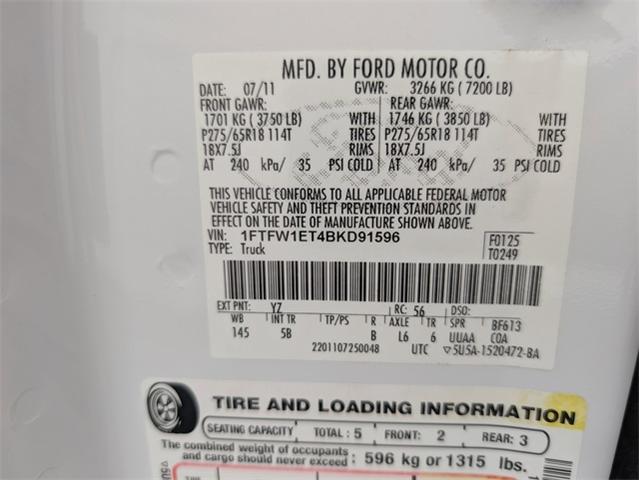 MFD. BY FORD MOTOR CO.
DATE: 07/11 GVWR: 3266 KG ( 7200 LB)
FRONT GAWR: REAR GAWR:
1701 KG ( 3750 LB) WITH 1746 KG ( 3850 LB) WITH
P275/65R18 114T TIRES P275/65R18 114T TIRES
18X7.5J RIMS 18X7.5J RIMS
AT 240 kPa/ 35 PSI COLD AT 240 kPa/ 35 PSI COLD
THIS VEHICLE CONFORMS TO ALL APPLICABLE FEDERAL MOTOR
VEHICLE SAFETY AND THEFT PREVENTION STANDARDS IN
EFFECT ON THE DATE OF MANUFACTURE SHOWN ABOVE.
VIN: 1FTFW1ET4BKD91596 F0125
TYPE: Truck T0249
EXT PNT: YZ RC: 56 DSO:
WB INT TR TP/PS R AXLE TR SPR BF613
145 5B B L6 6 UUAA COA
2201107250048 UTC ▽5U5A-1520472-BA
TIRE AND LOADING INFORMATION
SEATING CAPACITY TOTAL : 5 FRONT: 2 REAR: 3
The combined weight of occupants
and cargo should never exceed : 596 kg or 1315 lbs.